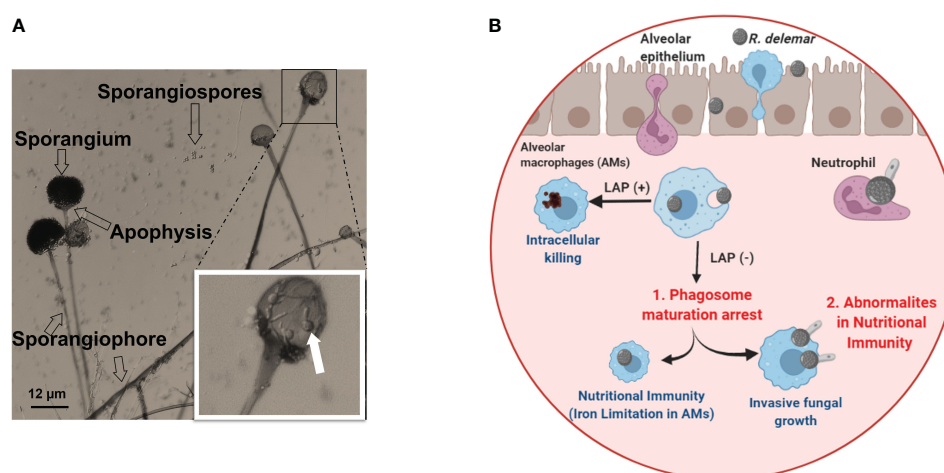 A
Sporangiospores
Sporangium
Apophysis
Sporangiophore
12 µm
B
Alveolar
epithelium
R. delemar
Alveolar
macrophages (AMs)
LAP (+)
Neutrophil
Intracellular
killing
LAP (-)
1. Phagosome
maturation arrest
2. Abnormalites
in Nutritional
Immunity
Nutritional Immunity
(Iron Limitation in AMs)
Invasive fungal
growth